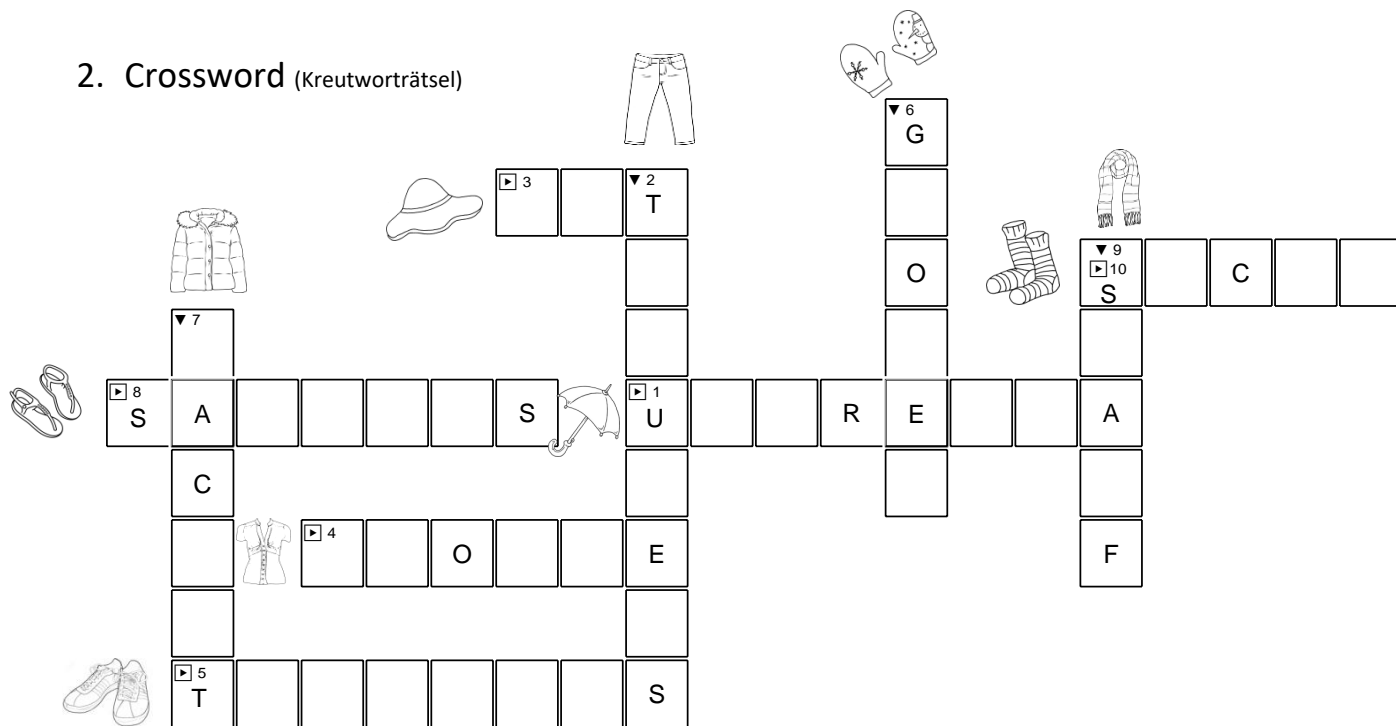 2. Crossword (Kreutworträtsel)
▼ 6
G
▶ 3
▼ 2
T
▼ 9
O
▶ 10
S
C
▼ 7
▶ 8
S A S
▶ 1
U R E A
C
▶ 4
O E
F
▶ 5
T S